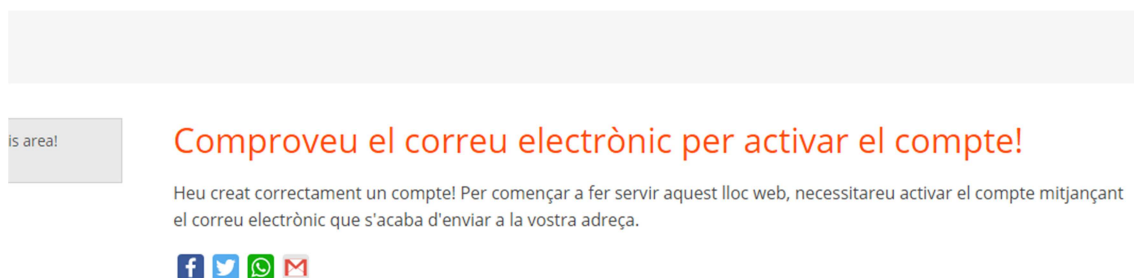 is area!
Comproveu el correu electrònic per activar el compte!
Heu creat correctament un compte! Per començar a fer servir aquest lloc web, necessitareu activar el compte mitjançant
el correu electrònic que s'acaba d'enviar a la vostra adreça.